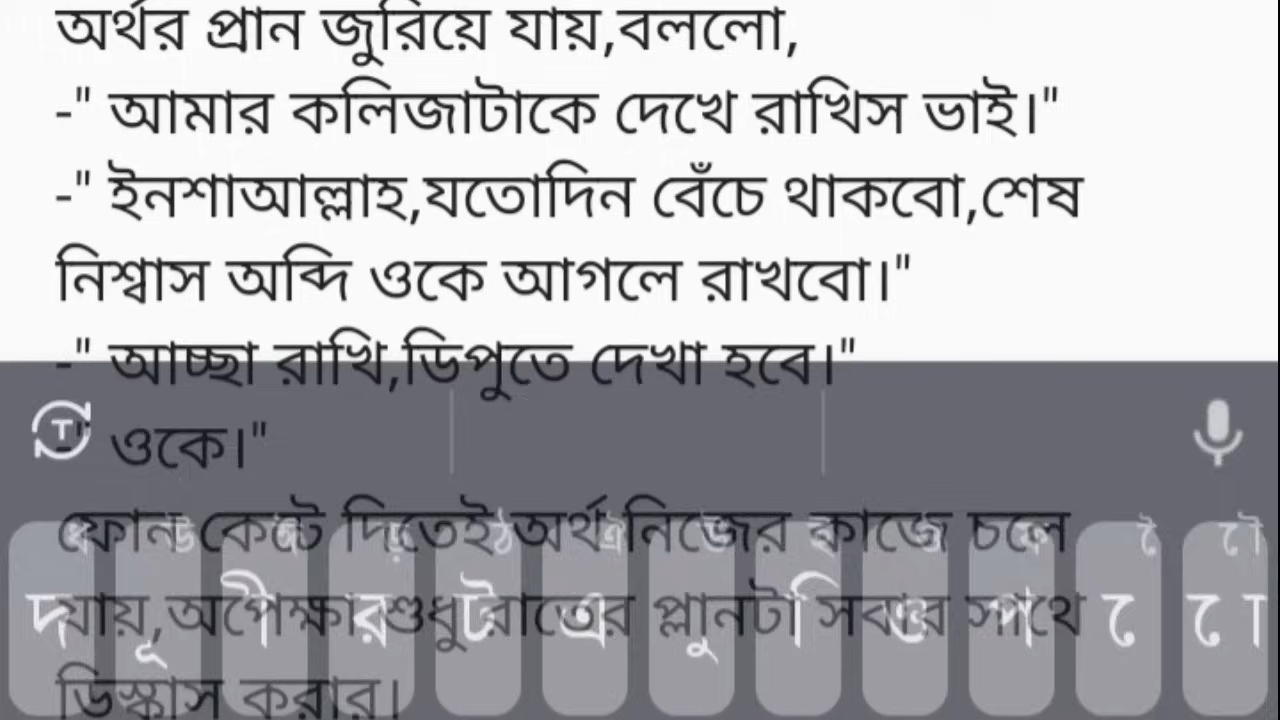 অর্থর প্রান জুরিয়ে যায়,বললো,
-" আমার কলিজাটাকে দেখে রাখিস ভাই।"
-" ইনশাআল্লাহ,যতোদিন বেঁচে থাকবো,শেষ
নিশ্বাস অব্দি ওকে আগলে রাখবো।"
-" আচ্ছা রাখি,ডিপুতে দেখা হবে।"
-" ওকে।"
ফোন কেটে দিতেই অর্থ নিজের কাজে চলে
যায়,অপেক্ষা শুধু রাতের প্লানটা সবার সাথে
ডিস্কাস করার।
দ ূ ী র ট এ ু ি ও প ে ো